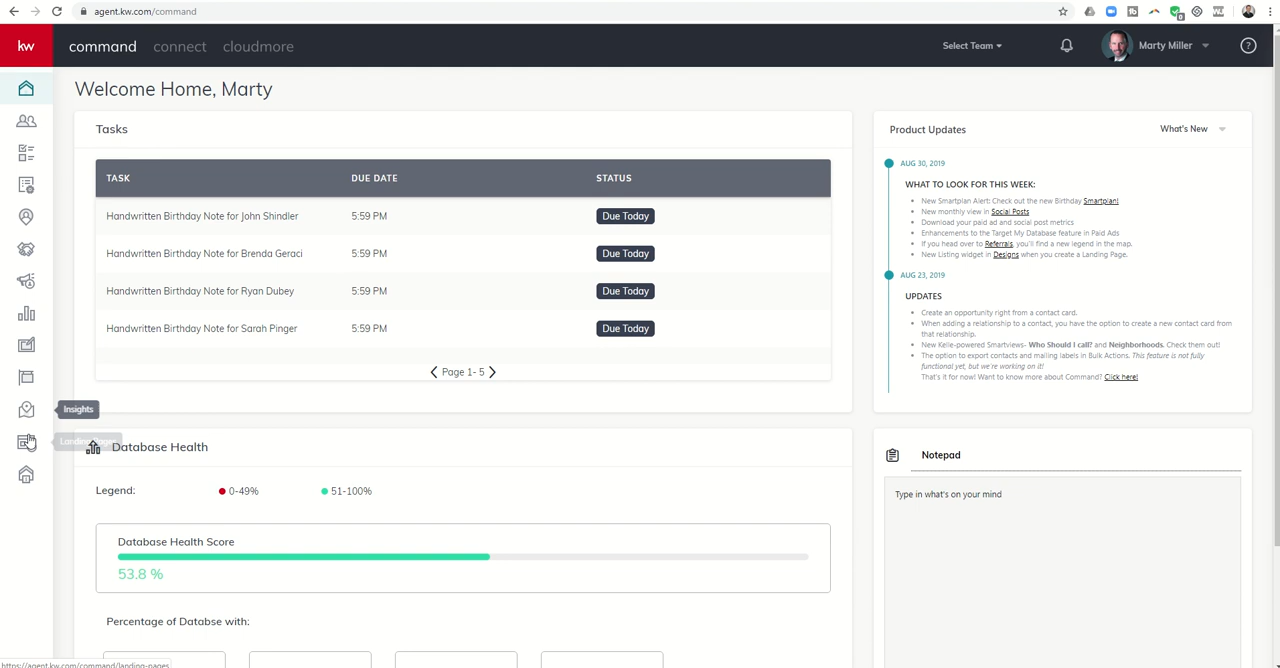 agent.kw.com/command
kw
command connect cloudmore
Select Team
Marty Miller
?
Welcome Home, Marty
Tasks
TASK DUE DATE STATUS
Handwritten Birthday Note for John Shindler 5:59 PM Due Today
Handwritten Birthday Note for Brenda Geraci 5:59 PM Due Today
Handwritten Birthday Note for Ryan Dubey 5:59 PM Due Today
Handwritten Birthday Note for Sarah Pinger 5:59 PM Due Today
Page 1- 5
Product Updates What's New
AUG 30, 2019
WHAT TO LOOK FOR THIS WEEK:
New Smartplan Alert: Check out the new Birthday Smartplan!
New monthly view in Social Posts
Download your paid ad and social post metrics
Enhancements to the Target My Database feature in Paid Ads
If you head over to Referrals, you'll find a new legend in the map.
New Listing widget in Designs when you create a Landing Page.
AUG 23, 2019
UPDATES
Create an opportunity right from a contact card.
When adding a relationship to a contact, you have the option to create a new contact card from
that relationship.
New Kelle-powered Smartviews- Who Should I call? and Neighborhoods. Check them out!
The option to export contacts and mailing labels in Bulk Actions. This feature is not fully
functional yet, but we're working on it!
That's it for now! Want to know more about Command? Click here!
Insights
Landing Pages
Database Health
Legend: 0-49% 51-100%
Database Health Score
53.8 %
Percentage of Databse with:
Notepad
Type in what's on your mind
https://agent.kw.com/command/landing-pages